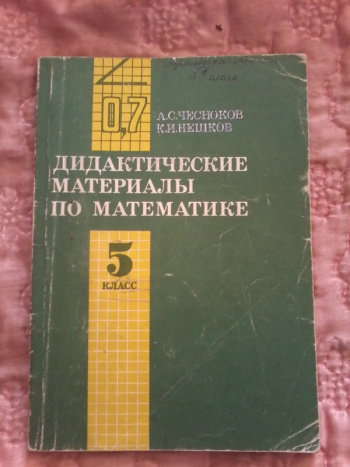 0,7
А.С.ЧЕСНОКОВ
К.И.НЕШКОВ
ДИДАКТИЧЕСКИЕ
МАТЕРИАЛЫ
ПО МАТЕМАТИКЕ
5
КЛАСС